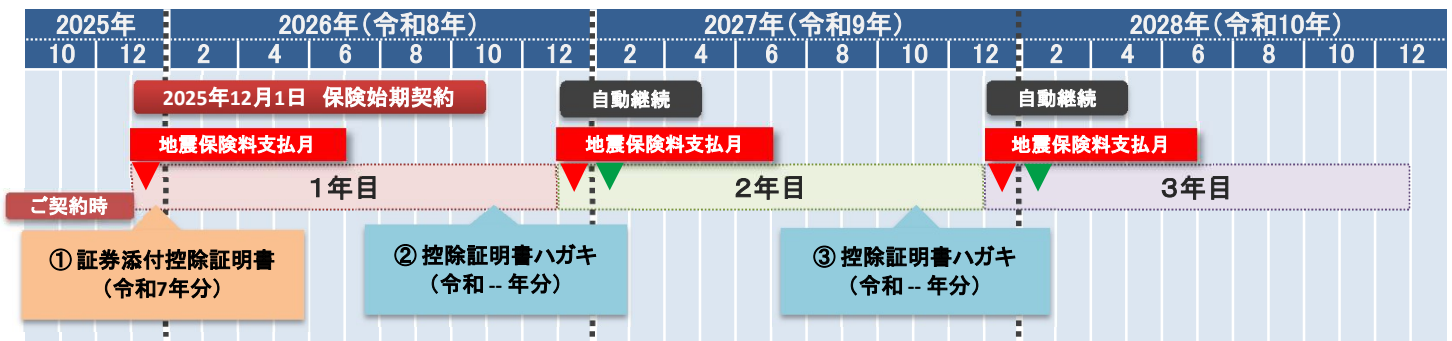 2025年 2026年（令和8年） 2027年（令和9年） 2028年（令和10年）
10 12 2 4 6 8 10 12 2 4 6 8 10 12 2 4 6 8 10 12
2025年12月1日　保険始期契約
自動継続
自動継続
地震保険料支払月
地震保険料支払月
地震保険料支払月
1年目
2年目
3年目
ご契約時
① 証券添付控除証明書
（令和7年分）
② 控除証明書ハガキ
（令和 -- 年分）
③ 控除証明書ハガキ
（令和 -- 年分）